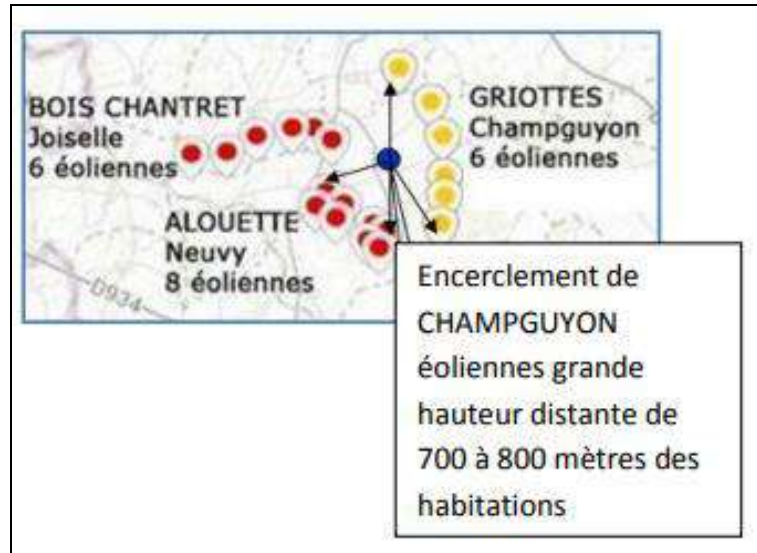 BOIS CHANTRET
Joiselle
6 éoliennes
GRIOTTES
Champguyon
6 éoliennes
ALOUETTE
Neuvy
8 éoliennes
D934
Encerclement de
CHAMPGUYON
éoliennes grande
hauteur distante de
700 à 800 mètres des
habitations